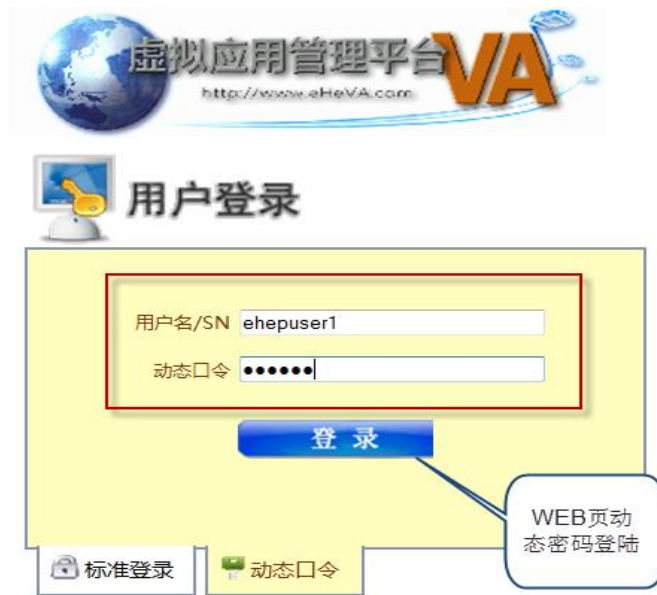 虚拟应用管理平台VA
http://www.eHeVA.com
用户登录
用户名/SN ehepuser1
动态口令 ●●●●●●
登 录
WEB页动
态密码登陆
标准登录 动态口令